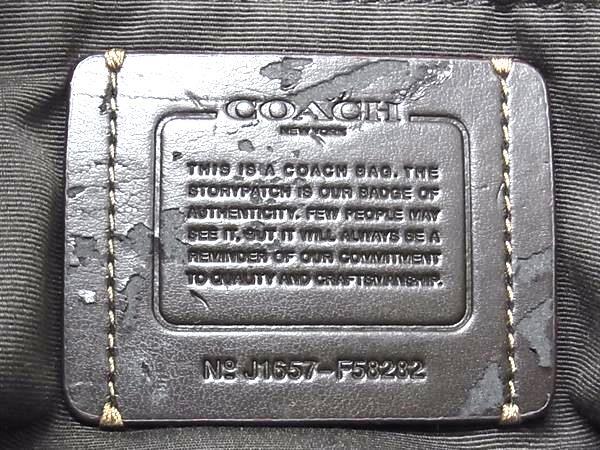 COACH
NEW YORK
THIS IS A COACH BAG. THE
STORYPATCH IS OUR BADGE OF
AUTHENTICITY. FEW PEOPLE MAY
SEE IT, BUT IT WILL ALWAYS BE A
REMINDER OF OUR COMMITMENT
TO QUALITY AND CRAFTSMANSHIP.
Nº J1657-F58282